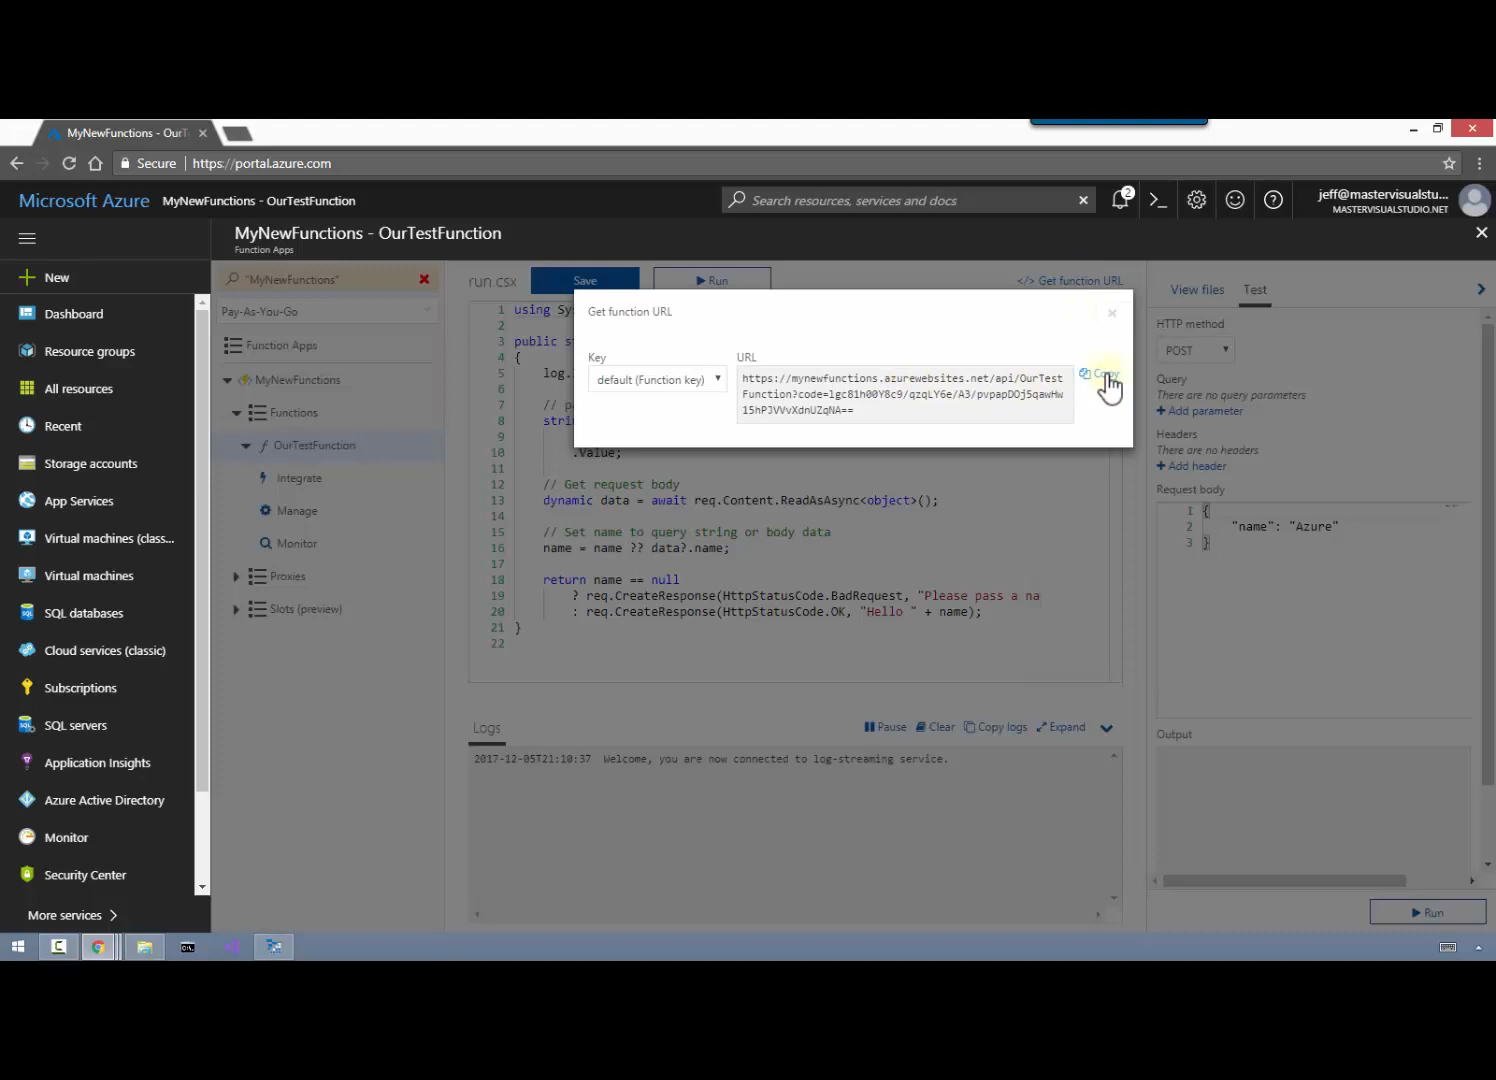 MyNewFunctions - OurT
Secure | https://portal.azure.com
Microsoft Azure MyNewFunctions - OurTestFunction
Search resources, services and docs
2
jeff@mastervisualstu...
MASTERVISUALSTUDIO.NET
MyNewFunctions - OurTestFunction
Function Apps
New
Dashboard
Resource groups
All resources
Recent
Storage accounts
App Services
Virtual machines (class...
Virtual machines
SQL databases
Cloud services (classic)
Subscriptions
SQL servers
Application Insights
Azure Active Directory
Monitor
Security Center
More services
"MyNewFunctions"
Pay-As-You-Go
Function Apps
MyNewFunctions
Functions
OurTestFunction
Integrate
Manage
Monitor
Proxies
Slots (preview)
run.csx Save Run </> Get function URL
Get function URL
Key
default (Function key)
URL
https://mynewfunctions.azurewebsites.net/api/OurTest
Function?code=lgc81h00Y8c9/qzqLY6e/A3/pvpapDOj5qawHw
15hPJVVvXdnUZqNA==
Copy
1 using Sy
2
3 public s
4 {
5 log.
6
7 // p
8 strin
9
10 .Value;
11
12 // Get request body
13 dynamic data = await req.Content.ReadAsAsync<object>();
14
15 // Set name to query string or body data
16 name = name ?? data?.name;
17
18 return name == null
19 ? req.CreateResponse(HttpStatusCode.BadRequest, "Please pass a na
20 : req.CreateResponse(HttpStatusCode.OK, "Hello " + name);
21 }
22
Logs Pause Clear Copy logs Expand
2017-12-05T21:10:37 Welcome, you are now connected to log-streaming service.
View files Test
HTTP method
POST
Query
There are no query parameters
+ Add parameter
Headers
There are no headers
+ Add header
Request body
1 {
2 "name": "Azure"
3 }
Output
Run